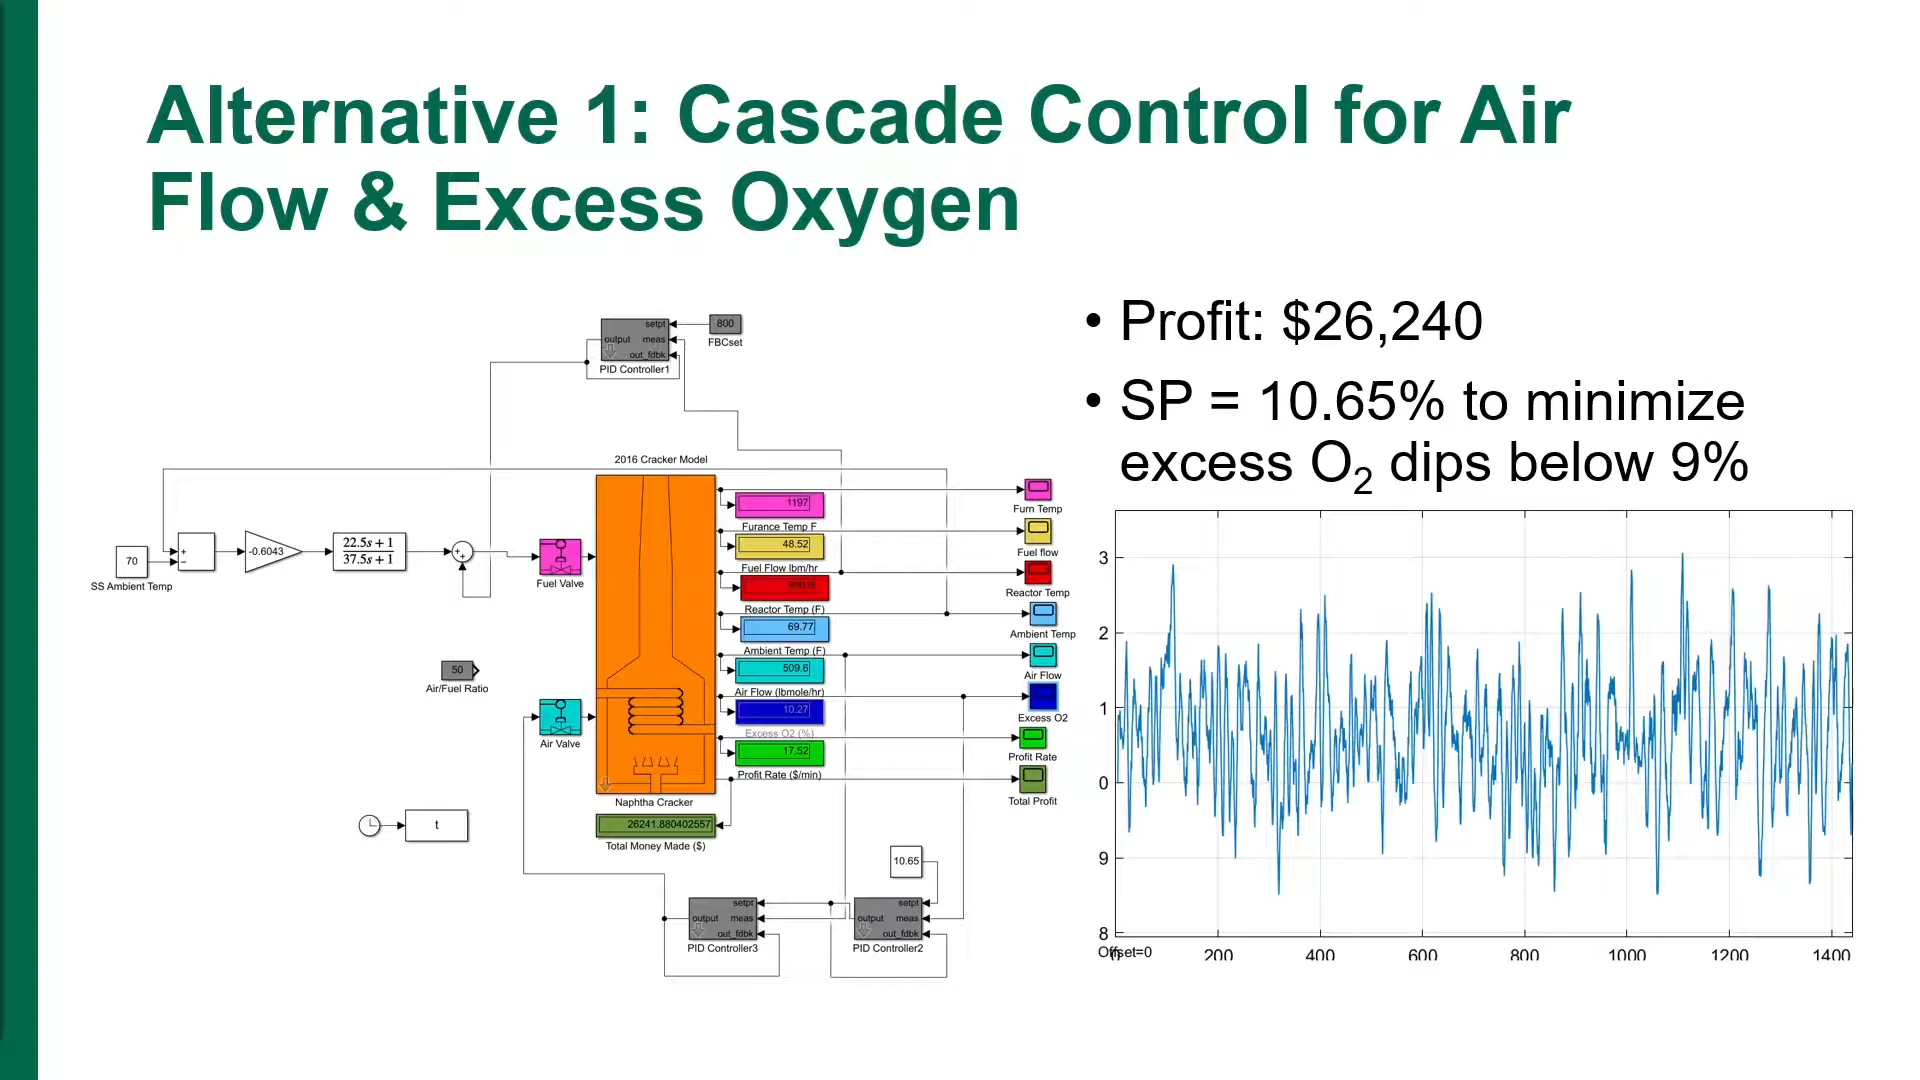 Alternative 1: Cascade Control for Air
Flow & Excess Oxygen
• Profit: $26,240
• SP = 10.65% to minimize
excess O2 dips below 9%
setpt
output meas
out_fdbk
PID Controller1
800
FBCset
2016 Cracker Model
70
SS Ambient Temp
+
−
-0.6043
22.5s + 1
37.5s + 1
+
+
Fuel Valve
50
Air/Fuel Ratio
Air Valve
t
Naphtha Cracker
26241.880402557
Total Money Made ($)
1197
Furance Temp F
48.52
Fuel Flow lbm/hr
Reactor Temp (F)
69.77
Ambient Temp (F)
509.6
Air Flow (lbmole/hr)
10.27
Excess O2 (%)
17.52
Profit Rate ($/min)
Furn Temp
Fuel flow
Reactor Temp
Ambient Temp
Air Flow
Excess O2
Profit Rate
Total Profit
10.65
setpt
output meas
out_fdbk
PID Controller3
setpt
output meas
out_fdbk
PID Controller2
3
2
1
0
9
8
Offset=0
200 400 600 800 1000 1200 1400